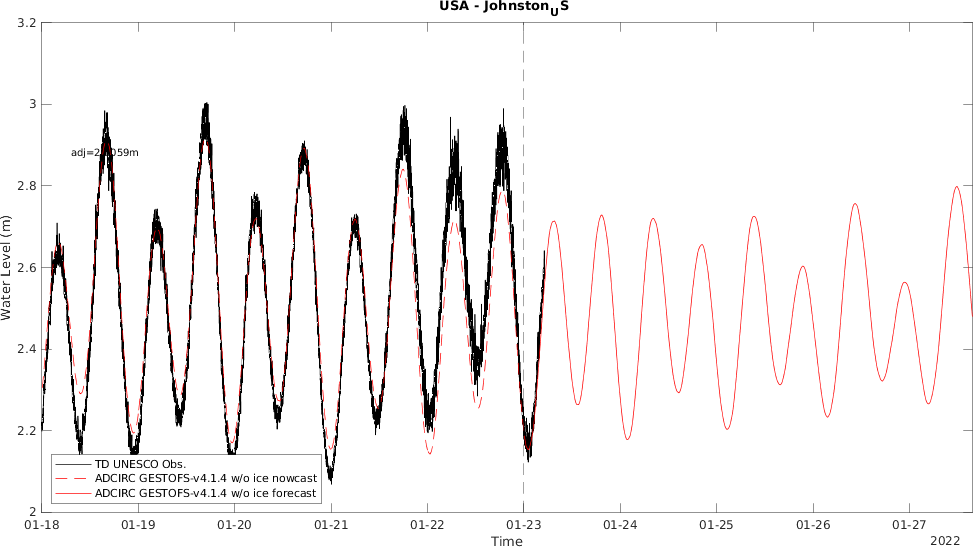 USA - Johnston_US
3.2
3
2.8
2.6
2.4
2.2
2
Water Level (m)
TD UNESCO Obs.
ADCIRC GESTOFS-v4.1.4 w/o ice nowcast
ADCIRC GESTOFS-v4.1.4 w/o ice forecast
01-18 01-19 01-20 01-21 01-22 01-23 01-24 01-25 01-26 01-27
Time
2022